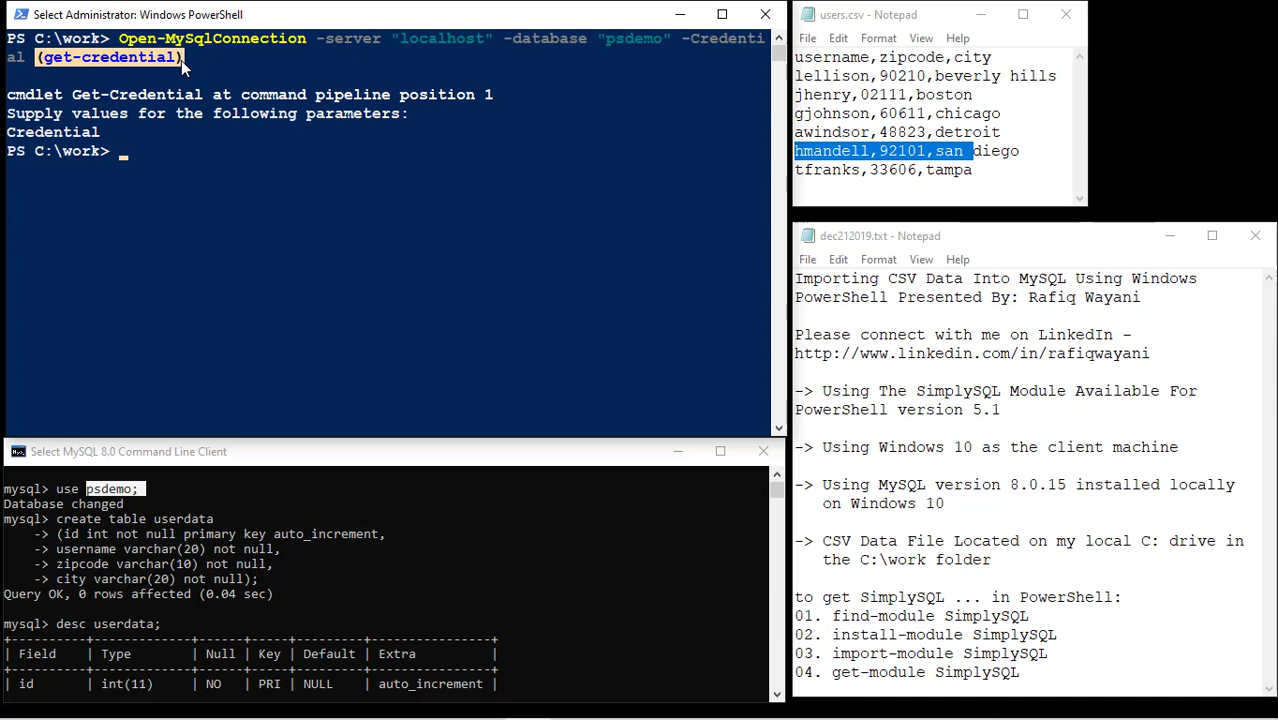 Select Administrator: Windows PowerShell
PS C:\work> Open-MySqlConnection -server "localhost" -database "psdemo" -Credenti
al (get-credential)
cmdlet Get-Credential at command pipeline position 1
Supply values for the following parameters:
Credential
PS C:\work> _
users.csv - Notepad
File Edit Format View Help
username,zipcode,city
lellison,90210,beverly hills
jhenry,02111,boston
gjohnson,60611,chicago
awindsor,48823,detroit
hmandell,92101,san diego
tfranks,33606,tampa
Select MySQL 8.0 Command Line Client
mysql> use psdemo;
Database changed
mysql> create table userdata
-> (id int not null primary key auto_increment,
-> username varchar(20) not null,
-> zipcode varchar(10) not null,
-> city varchar(20) not null);
Query OK, 0 rows affected (0.04 sec)
mysql> desc userdata;
+----------+-------------+------+-----+---------+----------------+
| Field | Type | Null | Key | Default | Extra |
+----------+-------------+------+-----+---------+----------------+
| id | int(11) | NO | PRI | NULL | auto_increment |
dec212019.txt - Notepad
File Edit Format View Help
Importing CSV Data Into MySQL Using Windows
PowerShell Presented By: Rafiq Wayani
Please connect with me on LinkedIn -
http://www.linkedin.com/in/rafiqwayani
-> Using The SimplySQL Module Available For
PowerShell version 5.1
-> Using Windows 10 as the client machine
-> Using MySQL version 8.0.15 installed locally
on Windows 10
-> CSV Data File Located on my local C: drive in
the C:\work folder
to get SimplySQL ... in PowerShell:
01. find-module SimplySQL
02. install-module SimplySQL
03. import-module SimplySQL
04. get-module SimplySQL